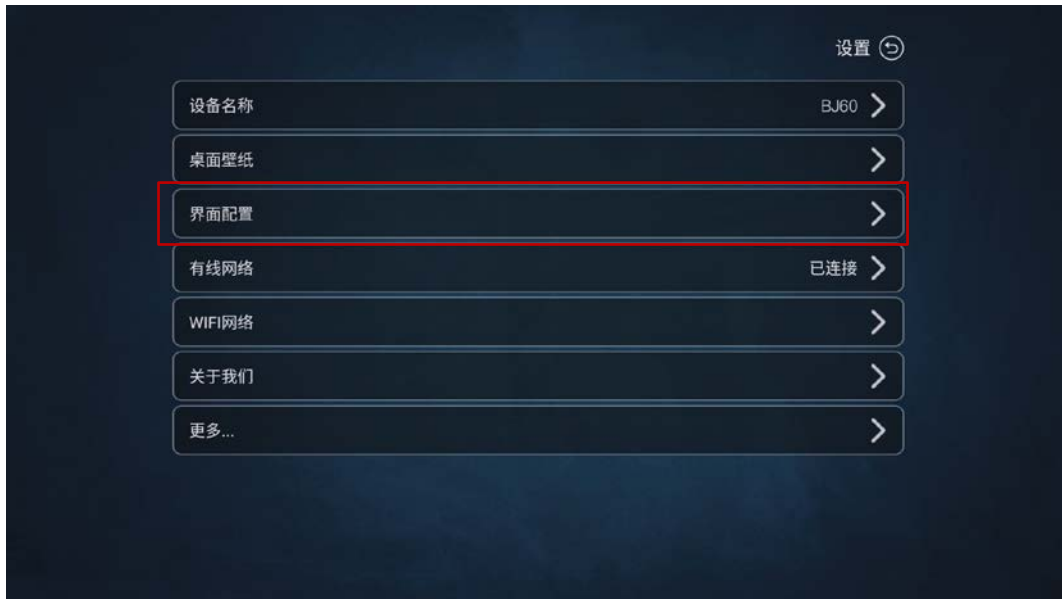 设置
设备名称 BJ60
桌面壁纸
界面配置
有线网络 已连接
WIFI网络
关于我们
更多...